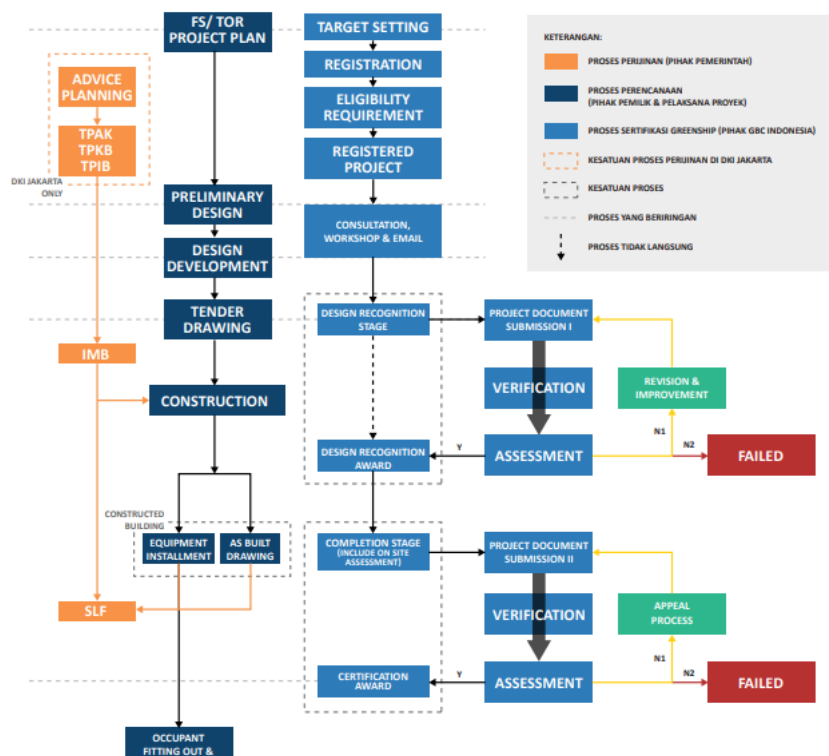 FS/ TOR
PROJECT PLAN
ADVICE
PLANNING
TPAK
TPKB
TPIB
DKI JAKARTA
ONLY
IMB
SLF
PRELIMINARY
DESIGN
DESIGN
DEVELOPMENT
TENDER
DRAWING
CONSTRUCTION
CONSTRUCTED
BUILDING
EQUIPMENT
INSTALLMENT
AS BUILT
DRAWING
OCCUPANT
FITTING OUT &
TARGET SETTING
REGISTRATION
ELIGIBILITY
REQUIREMENT
REGISTERED
PROJECT
CONSULTATION,
WORKSHOP & EMAIL
DESIGN RECOGNITION
STAGE
DESIGN RECOGNITION
AWARD
PROJECT DOCUMENT
SUBMISSION I
VERIFICATION
ASSESSMENT
Y
REVISION &
IMPROVEMENT
N1
N2
FAILED
COMPLETION STAGE
(INCLUDE ON SITE
ASSESSMENT)
CERTIFICATION
AWARD
PROJECT DOCUMENT
SUBMISSION II
VERIFICATION
ASSESSMENT
Y
APPEAL
PROCESS
N1
N2
FAILED
KETERANGAN:
PROSES PERIJINAN (PIHAK PEMERINTAH)
PROSES PERENCANAAN
(PIHAK PEMILIK & PELAKSANA PROYEK)
PROSES SERTIFIKASI GREENSHIP (PIHAK GBC INDONESIA)
KESATUAN PROSES PERIJINAN DI DKI JAKARTA
KESATUAN PROSES
PROSES YANG BERIRINGAN
PROSES TIDAK LANGSUNG